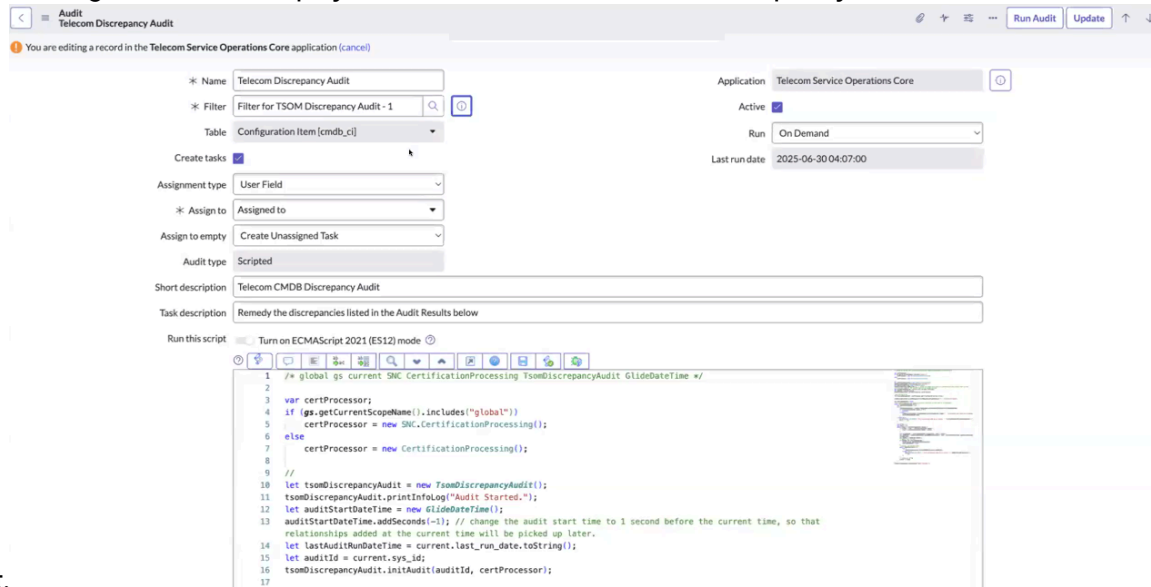 Audit
Telecom Discrepancy Audit
Run Audit
Update
You are editing a record in the Telecom Service Operations Core application (cancel)
Name
Telecom Discrepancy Audit
Application
Telecom Service Operations Core
Filter
Filter for TSOM Discrepancy Audit - 1
Active
Table
Configuration Item [cmdb_ci]
Run
On Demand
Create tasks
Last run date
2025-06-30 04:07:00
Assignment type
User Field
Assign to
Assigned to
Assign to empty
Create Unassigned Task
Audit type
Scripted
Short description
Telecom CMDB Discrepancy Audit
Task description
Remedy the discrepancies listed in the Audit Results below
Run this script
Turn on ECMAScript 2021 (ES12) mode
1 /* global gs current SNC CertificationProcessing TsomDiscrepancyAudit GlideDateTime */
2
3 var certProcessor;
4 if (gs.getCurrentScopeName().includes("global"))
5 certProcessor = new SNC.CertificationProcessing();
6 else
7 certProcessor = new CertificationProcessing();
8
9 //
10 let tsomDiscrepancyAudit = new TsomDiscrepancyAudit();
11 tsomDiscrepancyAudit.printInfoLog("Audit Started.");
12 let auditStartDateTime = new GlideDateTime();
13 auditStartDateTime.addSeconds(-1); // change the audit start time to 1 second before the current time, so that
relationships added at the current time will be picked up later.
14 let lastAuditRunDateTime = current.last_run_date.toString();
15 let auditId = current.sys_id;
16 tsomDiscrepancyAudit.initAudit(auditId, certProcessor);
17